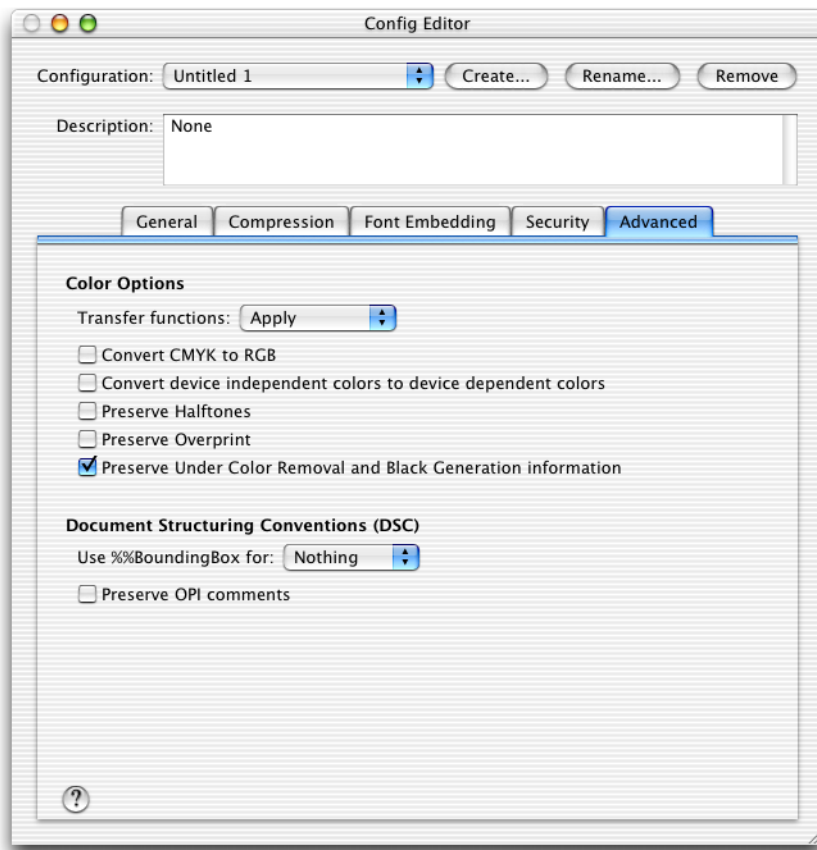 Config Editor
Configuration: Untitled 1 Create... Rename... Remove
Description: None
General Compression Font Embedding Security Advanced
Color Options
Transfer functions: Apply
Convert CMYK to RGB
Convert device independent colors to device dependent colors
Preserve Halftones
Preserve Overprint
Preserve Under Color Removal and Black Generation information
Document Structuring Conventions (DSC)
Use %%BoundingBox for: Nothing
Preserve OPI comments
?